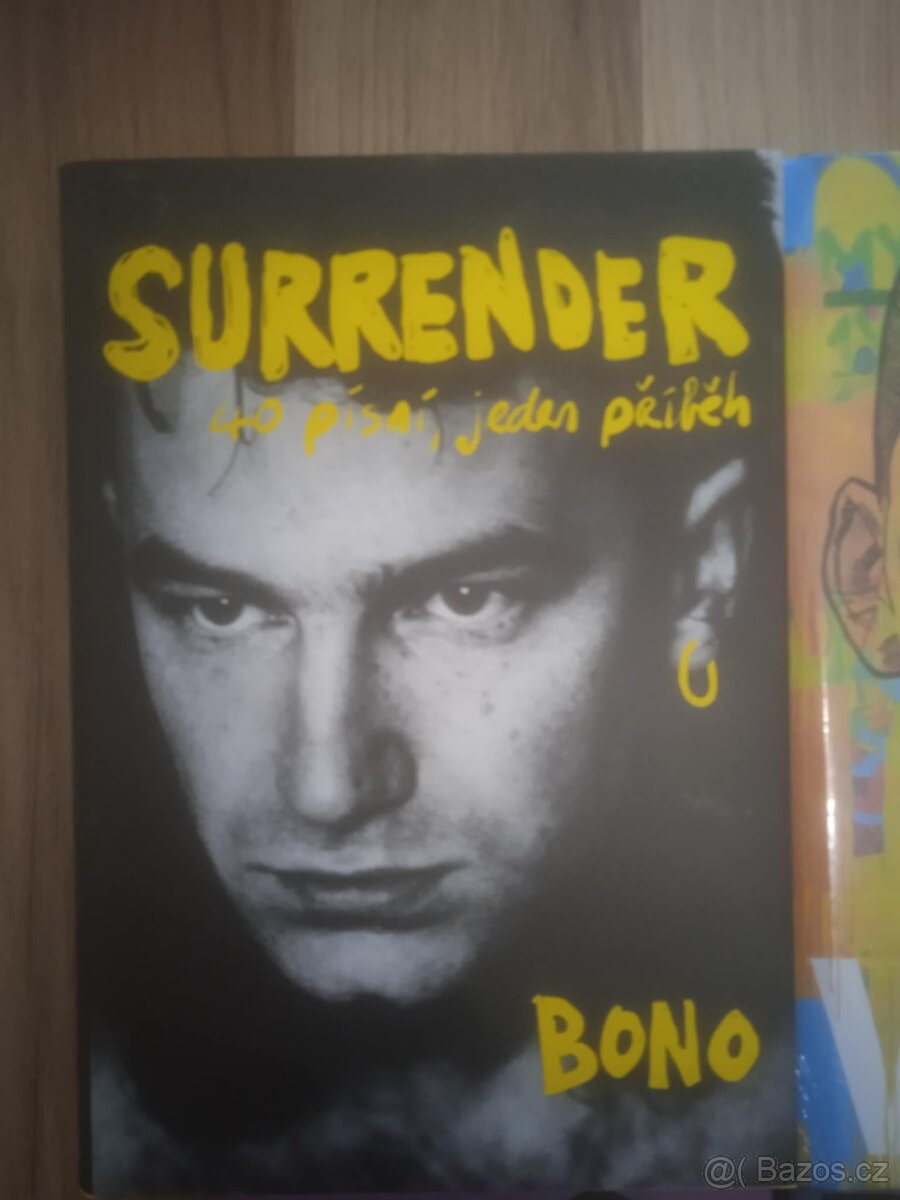 SURRENDER
40 písní, jeden příběh
BONO
@( Bazos.cz